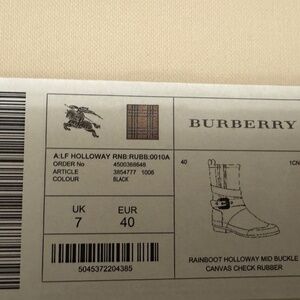 BURBERRY
A:LF HOLLOWAY RNB:RUBB:0010A
ORDER No 4500368648
ARTICLE 3854777 1006
COLOUR BLACK
40 1CN
UK EUR
7 40
5045372204385
RAINBOOT HOLLOWAY MID BUCKLE
CANVAS CHECK RUBBER